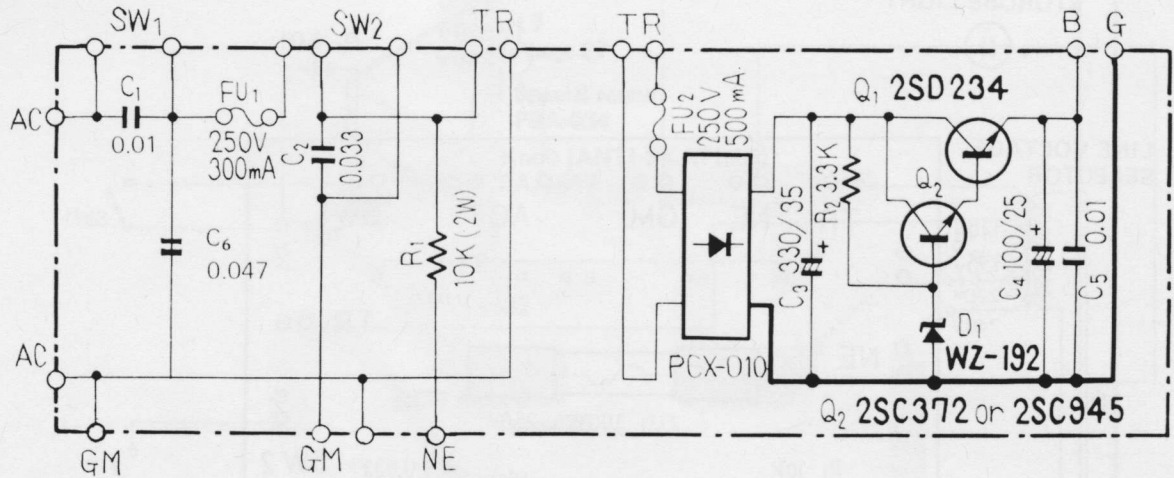 SW1 SW2 TR TR B G
AC
C1
0.01
FU1
250V
300mA
C2 0.033
C6
0.047
R1 10K (2W)
AC
GM GM NE
FU2
250V
500mA
PCX-010
C3 330/35
R2 3.3K
Q1 2SD234
Q2
C4 100/25
C5 0.01
D1
WZ-192
Q2 2SC372 or 2SC945